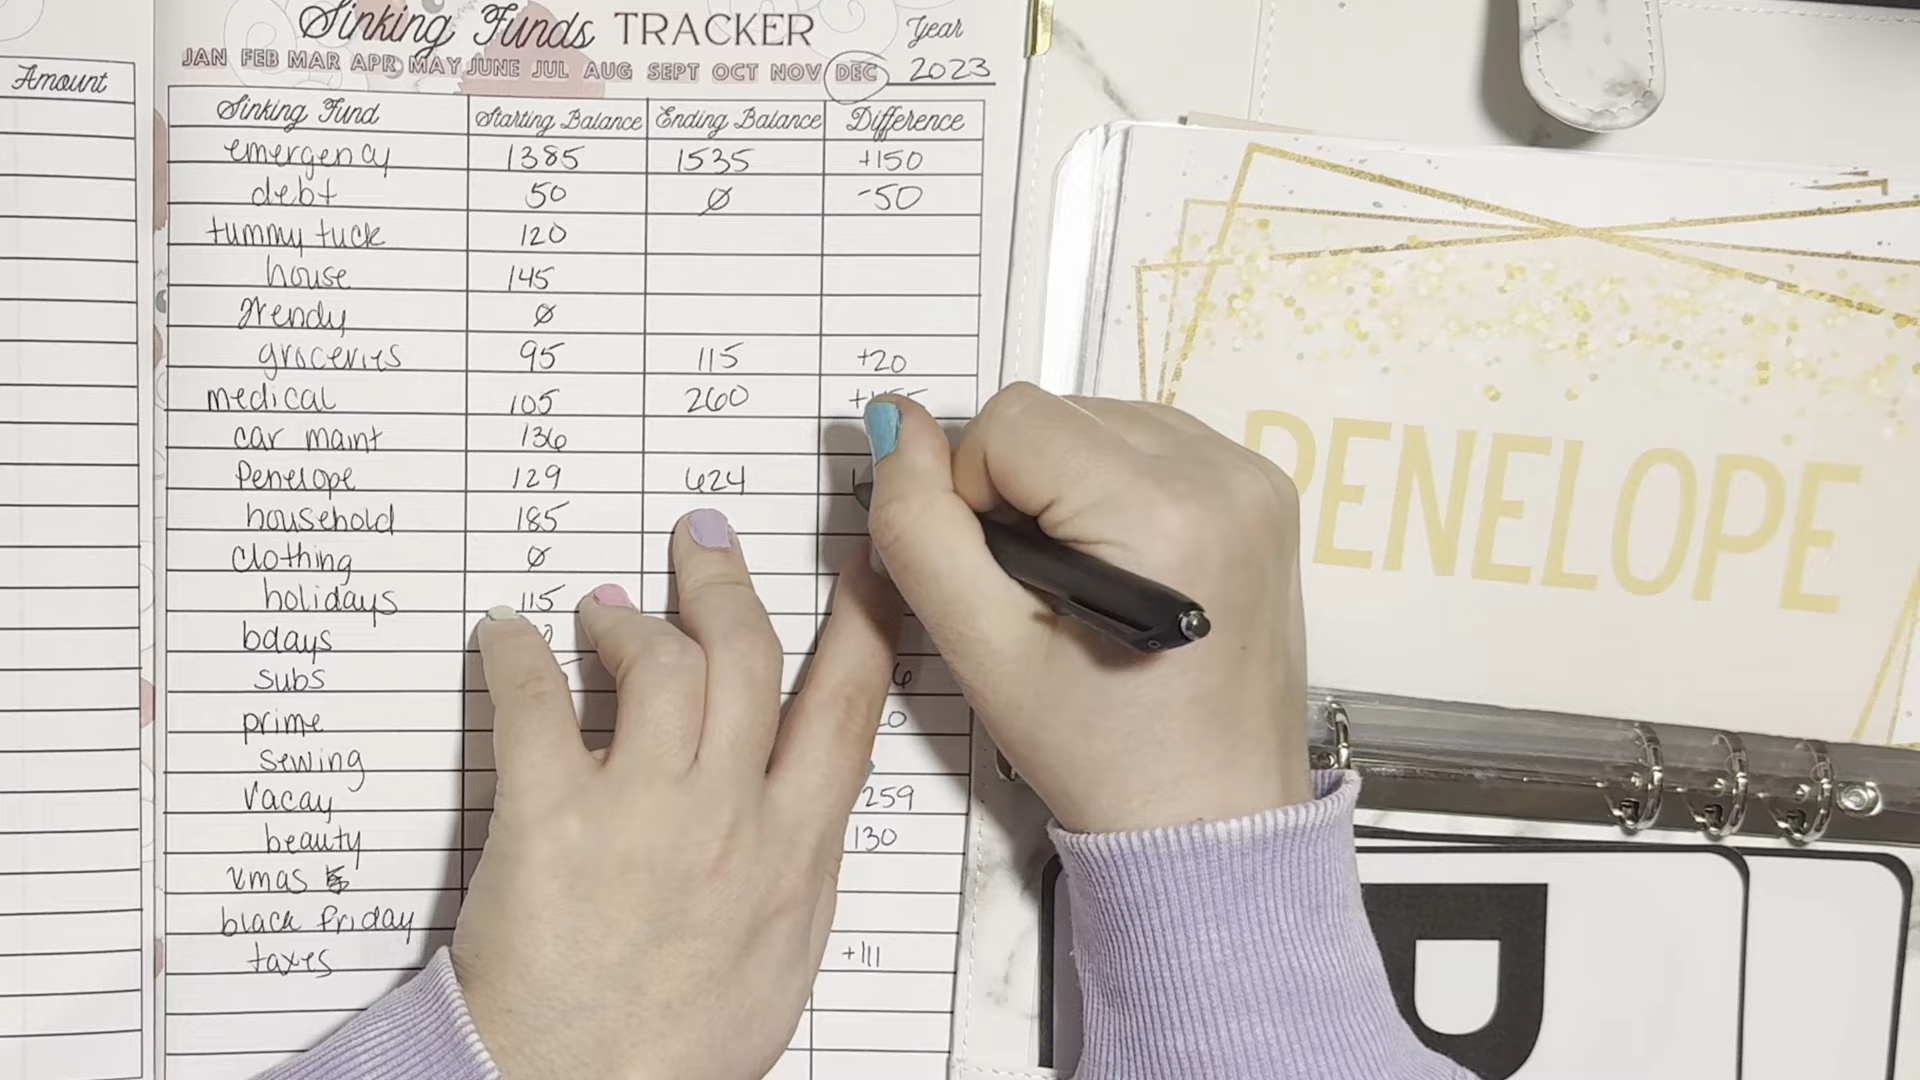 Sinking Funds TRACKER Year
JAN FEB MAR APR MAY JUNE JUL AUG SEPT OCT NOV DEC 2023
Amount
Sinking Fund Starting Balance Ending Balance Difference
emergency 1385 1535 +150
debt 50 Ø -50
tummy tuck 120
house 145
trendy Ø
groceries 95 115 +20
medical 105 260
car maint 136
Penelope 129 624
household 185
clothing Ø
holidays 115
bdays
subs
prime
sewing
vacay 259
beauty 130
xmas
black friday
taxes +111
PENELOPE
P